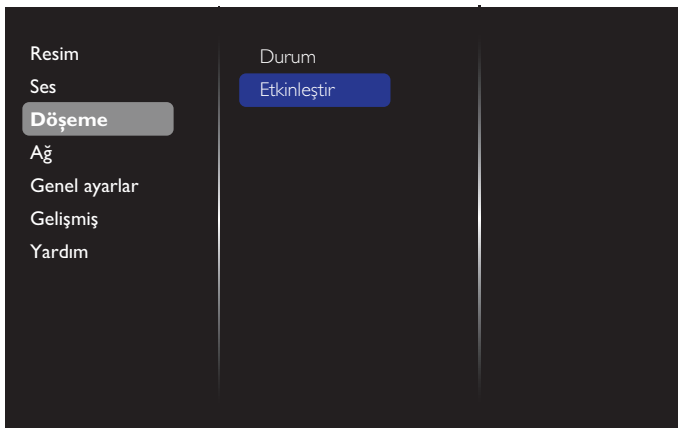 Resim
Ses
Döşeme
Ağ
Genel ayarlar
Gelişmiş
Yardım
Durum
Etkinleştir